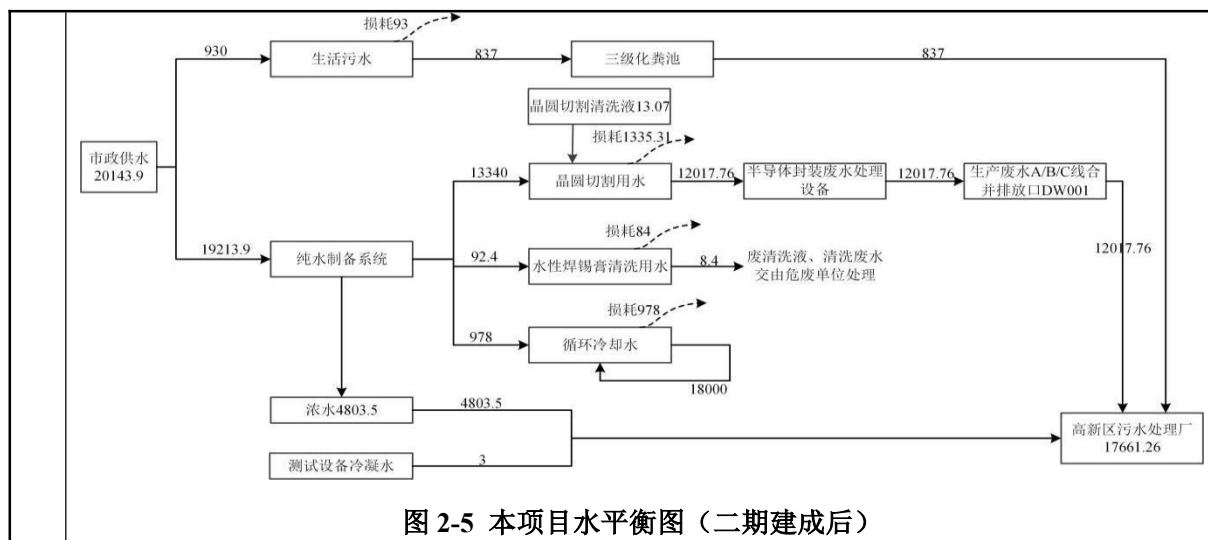 损耗93
930
生活污水
837
三级化粪池
837
晶圆切割清洗液13.07
损耗1335.31
市政供水
20143.9
13340
晶圆切割用水
12017.76
半导体封装废水处理
设备
12017.76
生产废水A/B/C线合
并排放口DW001
19213.9
纯水制备系统
损耗84
92.4
水性焊锡膏清洗用水
8.4
废清洗液、清洗废水
交由危废单位处理
12017.76
损耗978
978
循环冷却水
18000
浓水4803.5
4803.5
测试设备冷凝水
3
高新区污水处理厂
17661.26
图 2-5 本项目水平衡图（二期建成后）